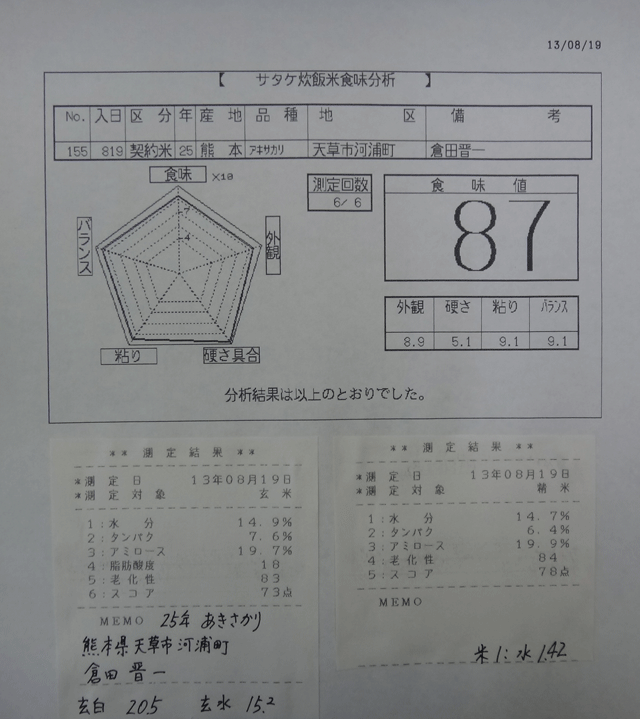 13/08/19
【 サタケ炊飯米食味分析 】
No. 入日 区分 年 産地 品種 地区 備考
155 819 契約米 25 熊本 アキサカリ 天草市河浦町 倉田晋一
食味 ×10
7
4
外観
バランス
粘り
硬さ具合
測定回数
6/ 6
食味値
87
外観 硬さ 粘り バランス
8.9 5.1 9.1 9.1
分析結果は以上のとおりでした。
** 測定結果 **
*測定日 13年08月19日
*測定対象 玄米
1:水分 14.9%
2:タンパク 7.6%
3:アミロース 19.7%
4:脂肪酸度 18
5:老化性 83
6:スコア 73点
MEMO 25年 あきさかり
熊本県天草市河浦町
倉田 晋一
玄白 20.5 玄水 15.2
** 測定結果 **
*測定日 13年08月19日
*測定対象 精米
1:水分 14.7%
2:タンパク 6.4%
3:アミロース 19.9%
4:老化性 84
5:スコア 78点
MEMO
米1:水1.42